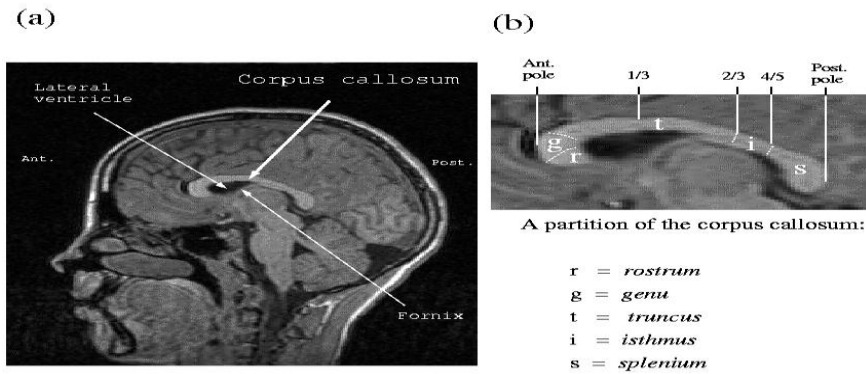 (a)
Lateral
ventricle
Corpus callosum
Ant.
Post.
Fornix
(b)
Ant.
pole
1/3
2/3
4/5
Post.
pole
t
g
r
i
s
A partition of the corpus callosum:
r = rostrum
g = genu
t = truncus
i = isthmus
s = splenium